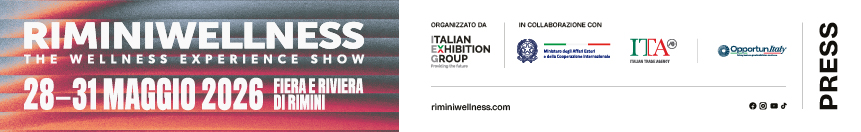 RIMINIWELLNESS
THE WELLNESS EXPERIENCE SHOW
28–31 MAGGIO 2026
FIERA E RIVIERA
DI RIMINI
ORGANIZZATO DA
ITALIAN
EXHIBITION
GROUP
Providing the future
IN COLLABORAZIONE CON
Ministero degli Affari Esteri
e della Cooperazione Internazionale
ITA
ITALIAN TRADE AGENCY
OpportunItaly
riminiwellness.com
PRESS